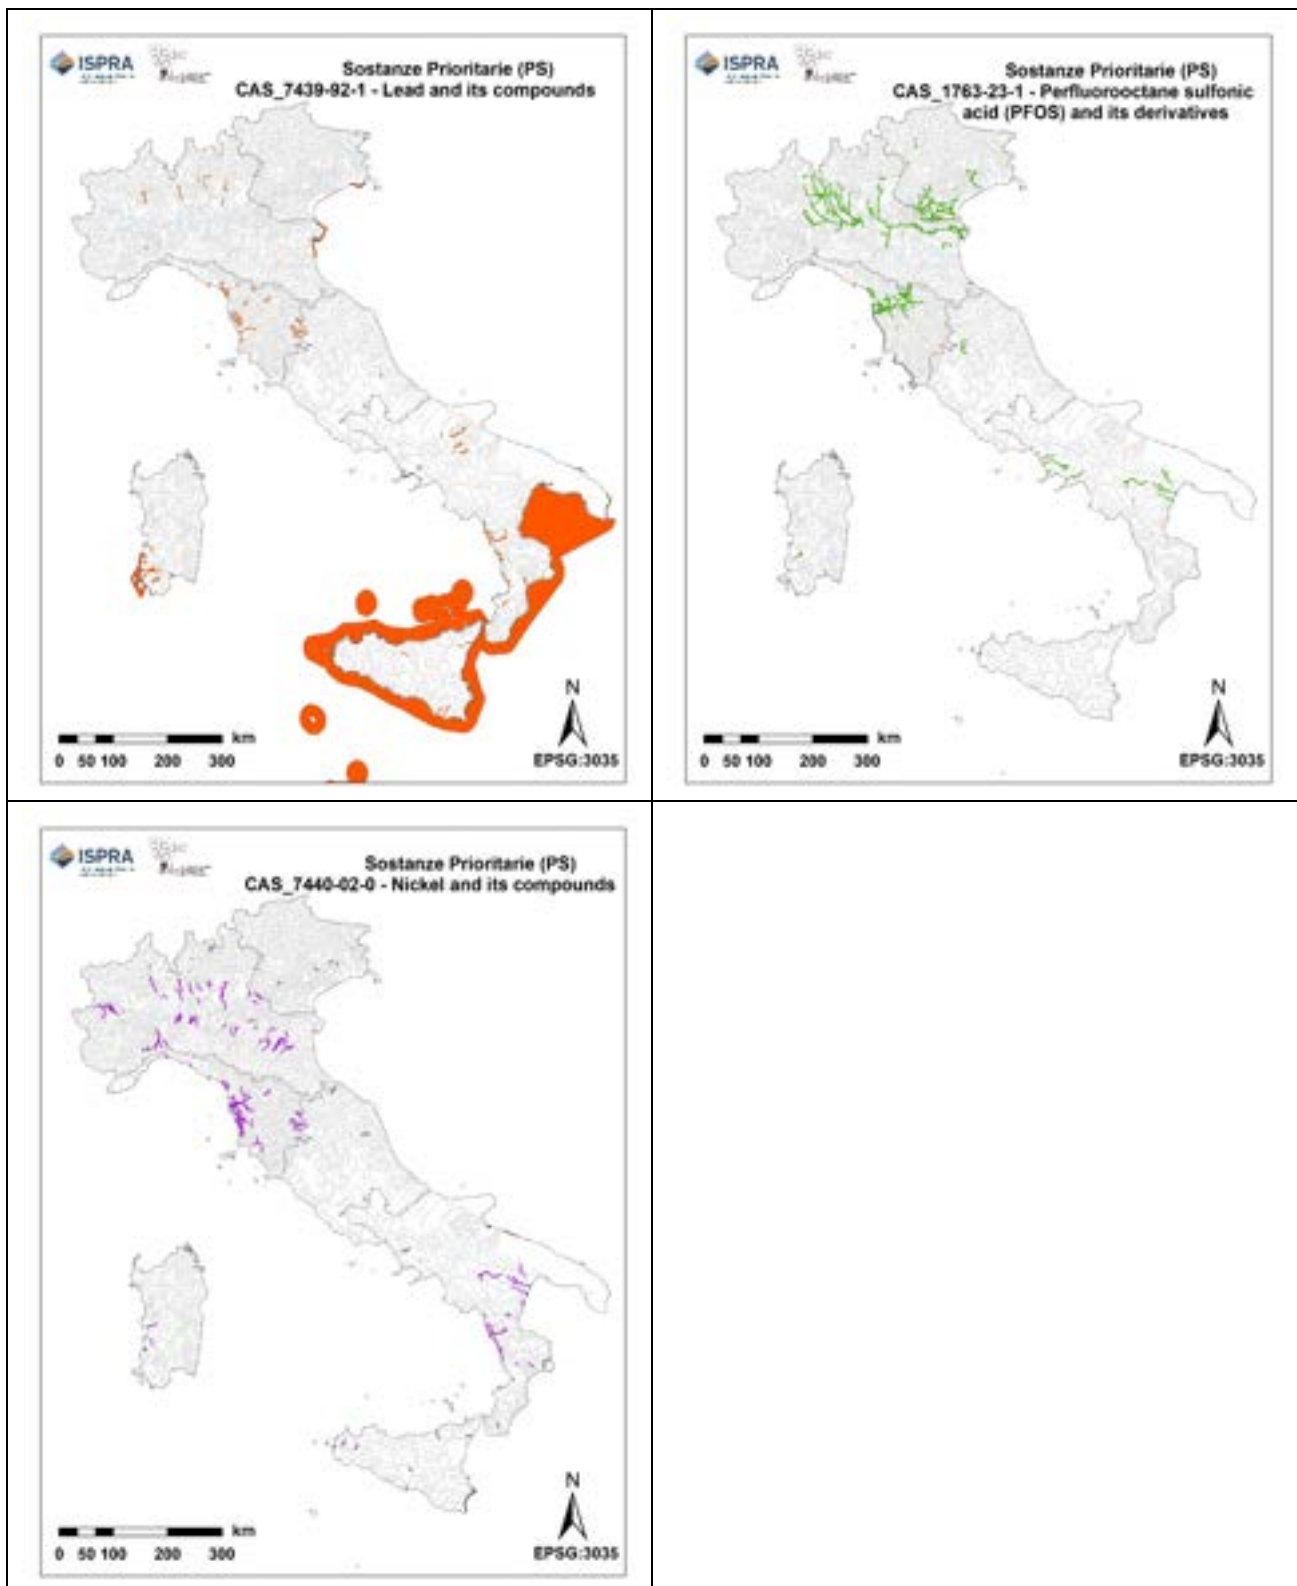 ISPRA
Sostanze Prioritarie (PS)
CAS_7439-92-1 - Lead and its compounds
km
0 50 100 200 300
N
EPSG:3035
ISPRA
Sostanze Prioritarie (PS)
CAS_1763-23-1 - Perfluorooctane sulfonic
acid (PFOS) and its derivatives
km
0 50 100 200 300
N
EPSG:3035
ISPRA
Sostanze Prioritarie (PS)
CAS_7440-02-0 - Nickel and its compounds
km
0 50 100 200 300
N
EPSG:3035